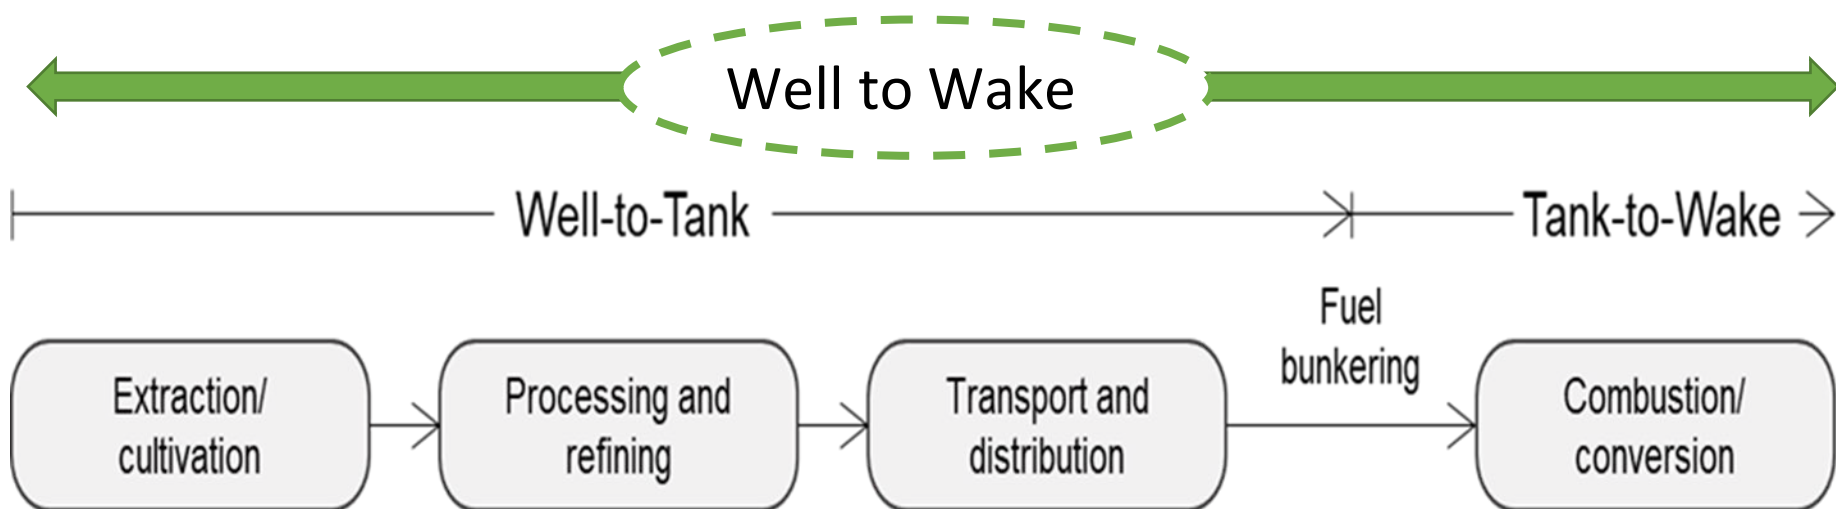 Well to Wake
Well-to-Tank
Tank-to-Wake
Fuel
bunkering
Extraction/
cultivation
Processing and
refining
Transport and
distribution
Combustion/
conversion